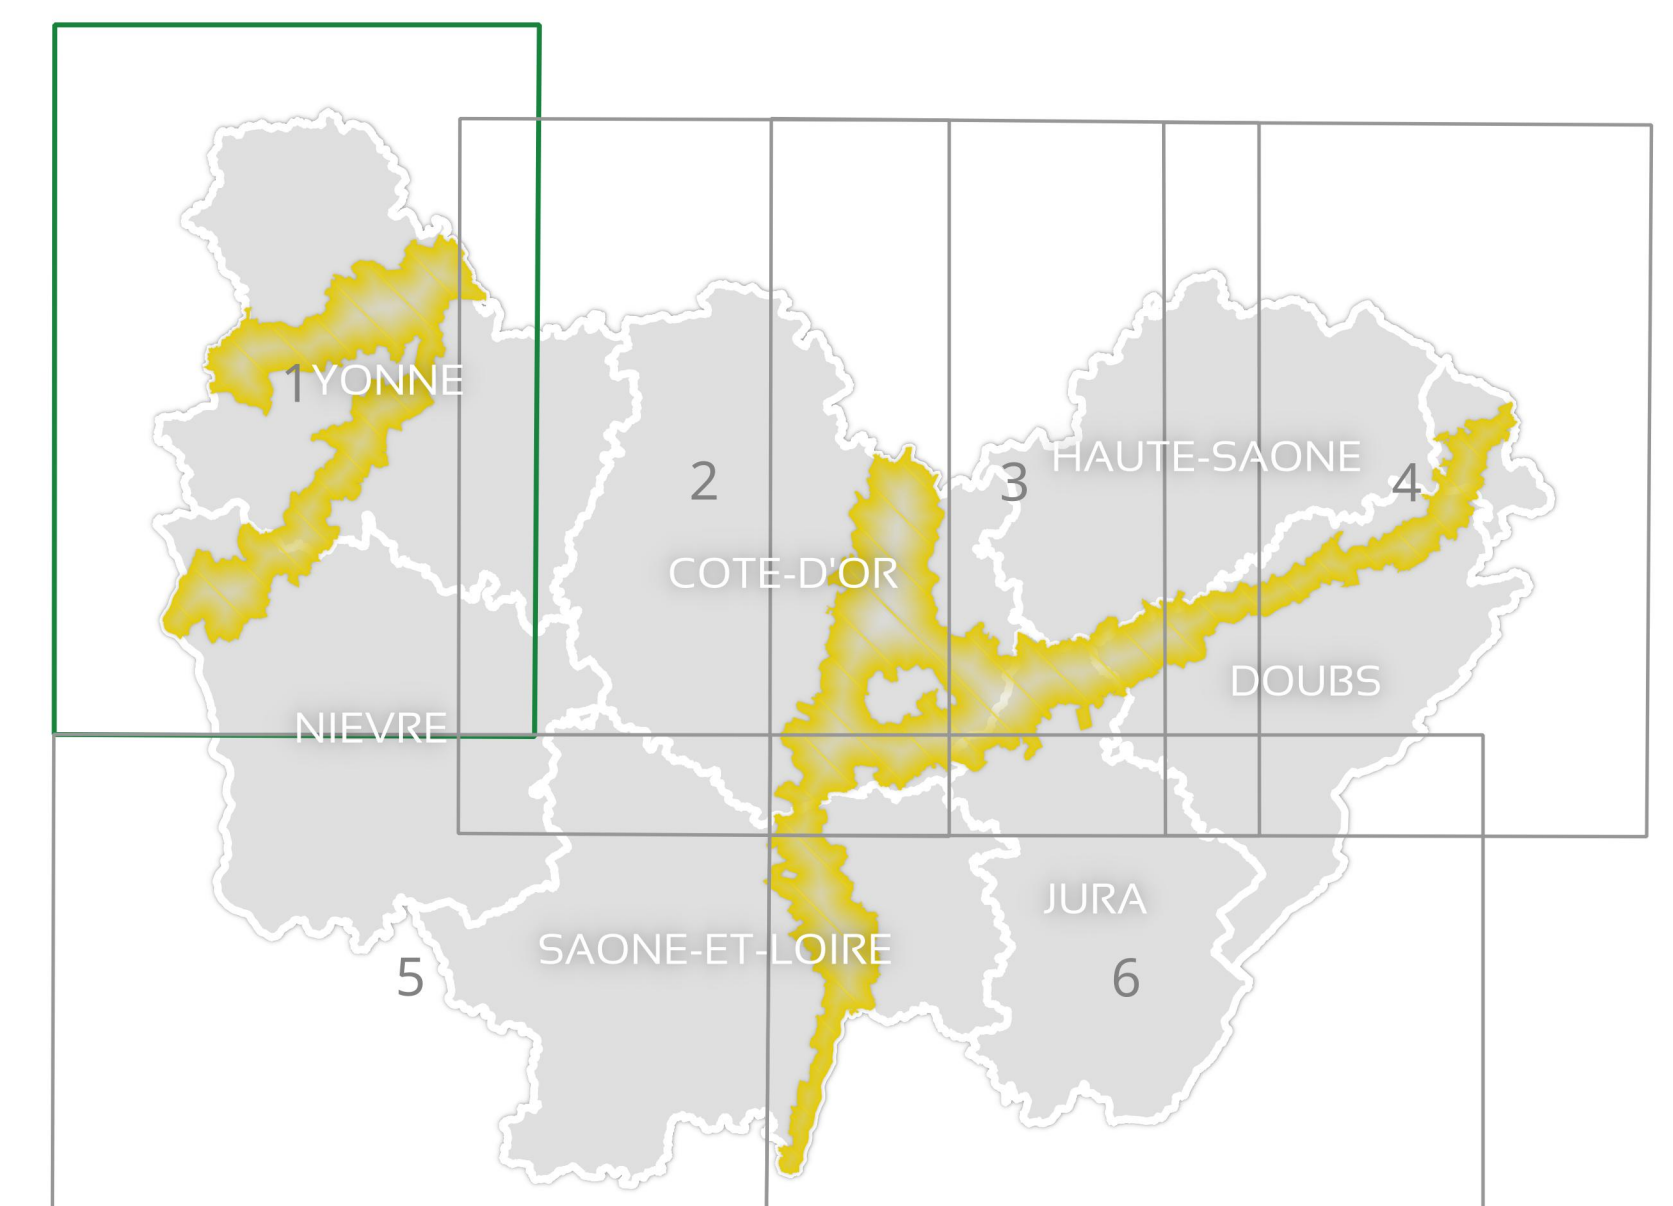 1 YONNE
2
3
HAUTE-SAONE
4
COTE-D'OR
DOUBS
NIEVRE
JURA
SAONE-ET-LOIRE
5
6